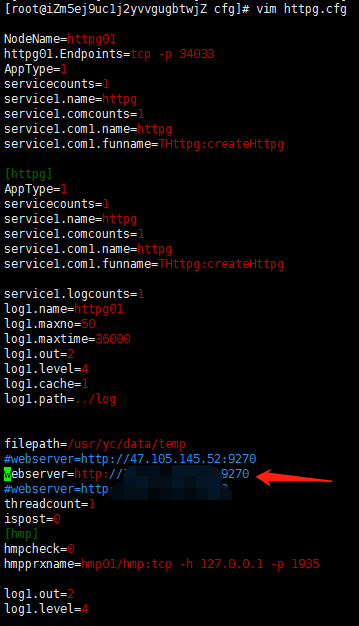 [root@iZm5ej9uc1j2yvvgugbtwjZ cfg]# vim httpg.cfg
NodeName=httpg01
httpg01.Endpoints=tcp -p 34033
AppType=1
servicecounts=1
service1.name=httpg
service1.comcounts=1
service1.com1.name=httpg
service1.com1.funname=THttpg:createHttpg
[httpg]
AppType=1
servicecounts=1
service1.name=httpg
service1.comcounts=1
service1.com1.name=httpg
service1.com1.funname=THttpg:createHttpg
service1.logcounts=1
log1.name=httpg01
log1.maxno=50
log1.maxtime=36000
log1.out=2
log1.level=4
log1.cache=1
log1.path=../log
filepath=/usr/yc/data/temp
#webserver=http://47.105.145.52:9270
webserver=http:/ 9270
#webserver=http:
threadcount=1
ispost=0
[hmp]
hmpcheck=0
hmpprxname=hmp01/hmp:tcp -h 127.0.0.1 -p 1935
log1.out=2
log1.level=4